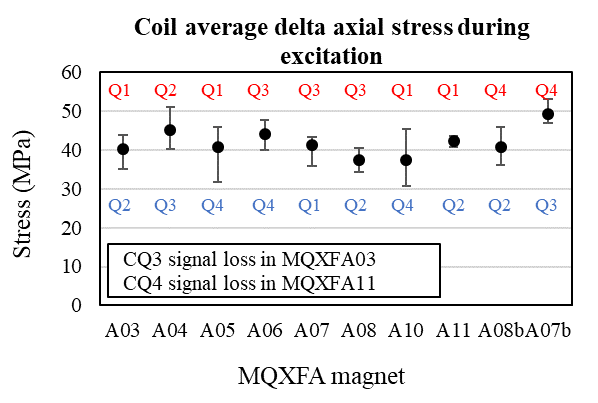 Coil average delta axial stress during
excitation
Stress (MPa)
60
50
40
30
20
10
0
Q1 Q2 Q1 Q3 Q3 Q3 Q1 Q1 Q4 Q4
Q2 Q3 Q4 Q4 Q1 Q2 Q4 Q2 Q2 Q3
CQ3 signal loss in MQXFA03
CQ4 signal loss in MQXFA11
A03 A04 A05 A06 A07 A08 A10 A11 A08b A07b
MQXFA magnet